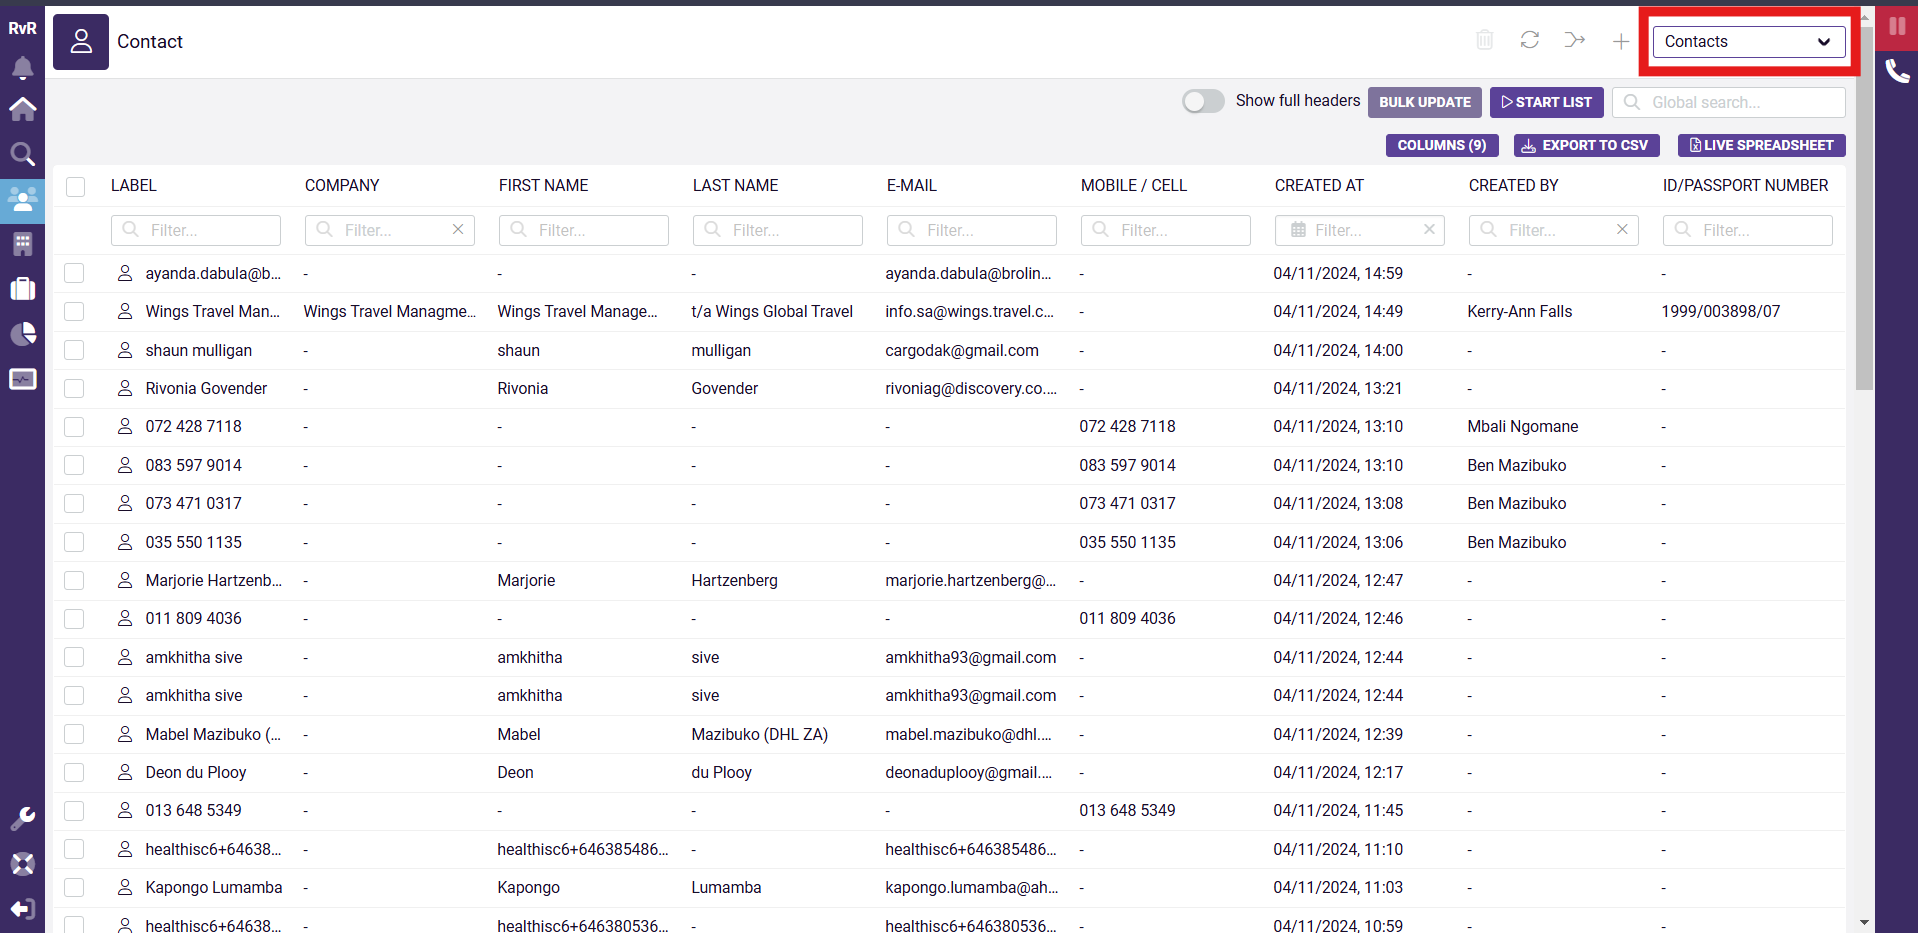 RvR
Contact
Contacts
Show full headers BULK UPDATE START LIST Global search...
COLUMNS (9) EXPORT TO CSV LIVE SPREADSHEET
LABEL COMPANY FIRST NAME LAST NAME E-MAIL MOBILE / CELL CREATED AT CREATED BY ID/PASSPORT NUMBER
Filter... Filter... Filter... Filter... Filter... Filter... Filter... Filter... Filter...
ayanda.dabula@b... - - - ayanda.dabula@brolin... - 04/11/2024, 14:59 - -
Wings Travel Man... Wings Travel Managme... Wings Travel Manage... t/a Wings Global Travel info.sa@wings.travel.c... - 04/11/2024, 14:49 Kerry-Ann Falls 1999/003898/07
shaun mulligan - shaun mulligan cargodak@gmail.com - 04/11/2024, 14:00 - -
Rivonia Govender - Rivonia Govender rivoniag@discovery.co.... - 04/11/2024, 13:21 - -
072 428 7118 - - - - 072 428 7118 04/11/2024, 13:10 Mbali Ngomane -
083 597 9014 - - - - 083 597 9014 04/11/2024, 13:10 Ben Mazibuko -
073 471 0317 - - - - 073 471 0317 04/11/2024, 13:08 Ben Mazibuko -
035 550 1135 - - - - 035 550 1135 04/11/2024, 13:06 Ben Mazibuko -
Marjorie Hartzenb... - Marjorie Hartzenberg marjorie.hartzenberg@... - 04/11/2024, 12:47 - -
011 809 4036 - - - - 011 809 4036 04/11/2024, 12:46 - -
amkhitha sive - amkhitha sive amkhitha93@gmail.com - 04/11/2024, 12:44 - -
amkhitha sive - amkhitha sive amkhitha93@gmail.com - 04/11/2024, 12:44 - -
Mabel Mazibuko (... - Mabel Mazibuko (DHL ZA) mabel.mazibuko@dhl.... - 04/11/2024, 12:39 - -
Deon du Plooy - Deon du Plooy deonaduplooy@gmail.... - 04/11/2024, 12:17 - -
013 648 5349 - - - - 013 648 5349 04/11/2024, 11:45 - -
healthisc6+64638... - healthisc6+646385486... - healthisc6+646385486... - 04/11/2024, 11:10 - -
Kapongo Lumamba - Kapongo Lumamba kapongo.lumamba@ah... - 04/11/2024, 11:03 - -
healthisc6+64638... - healthisc6+646380536... - healthisc6+646380536... - 04/11/2024, 10:59 - -